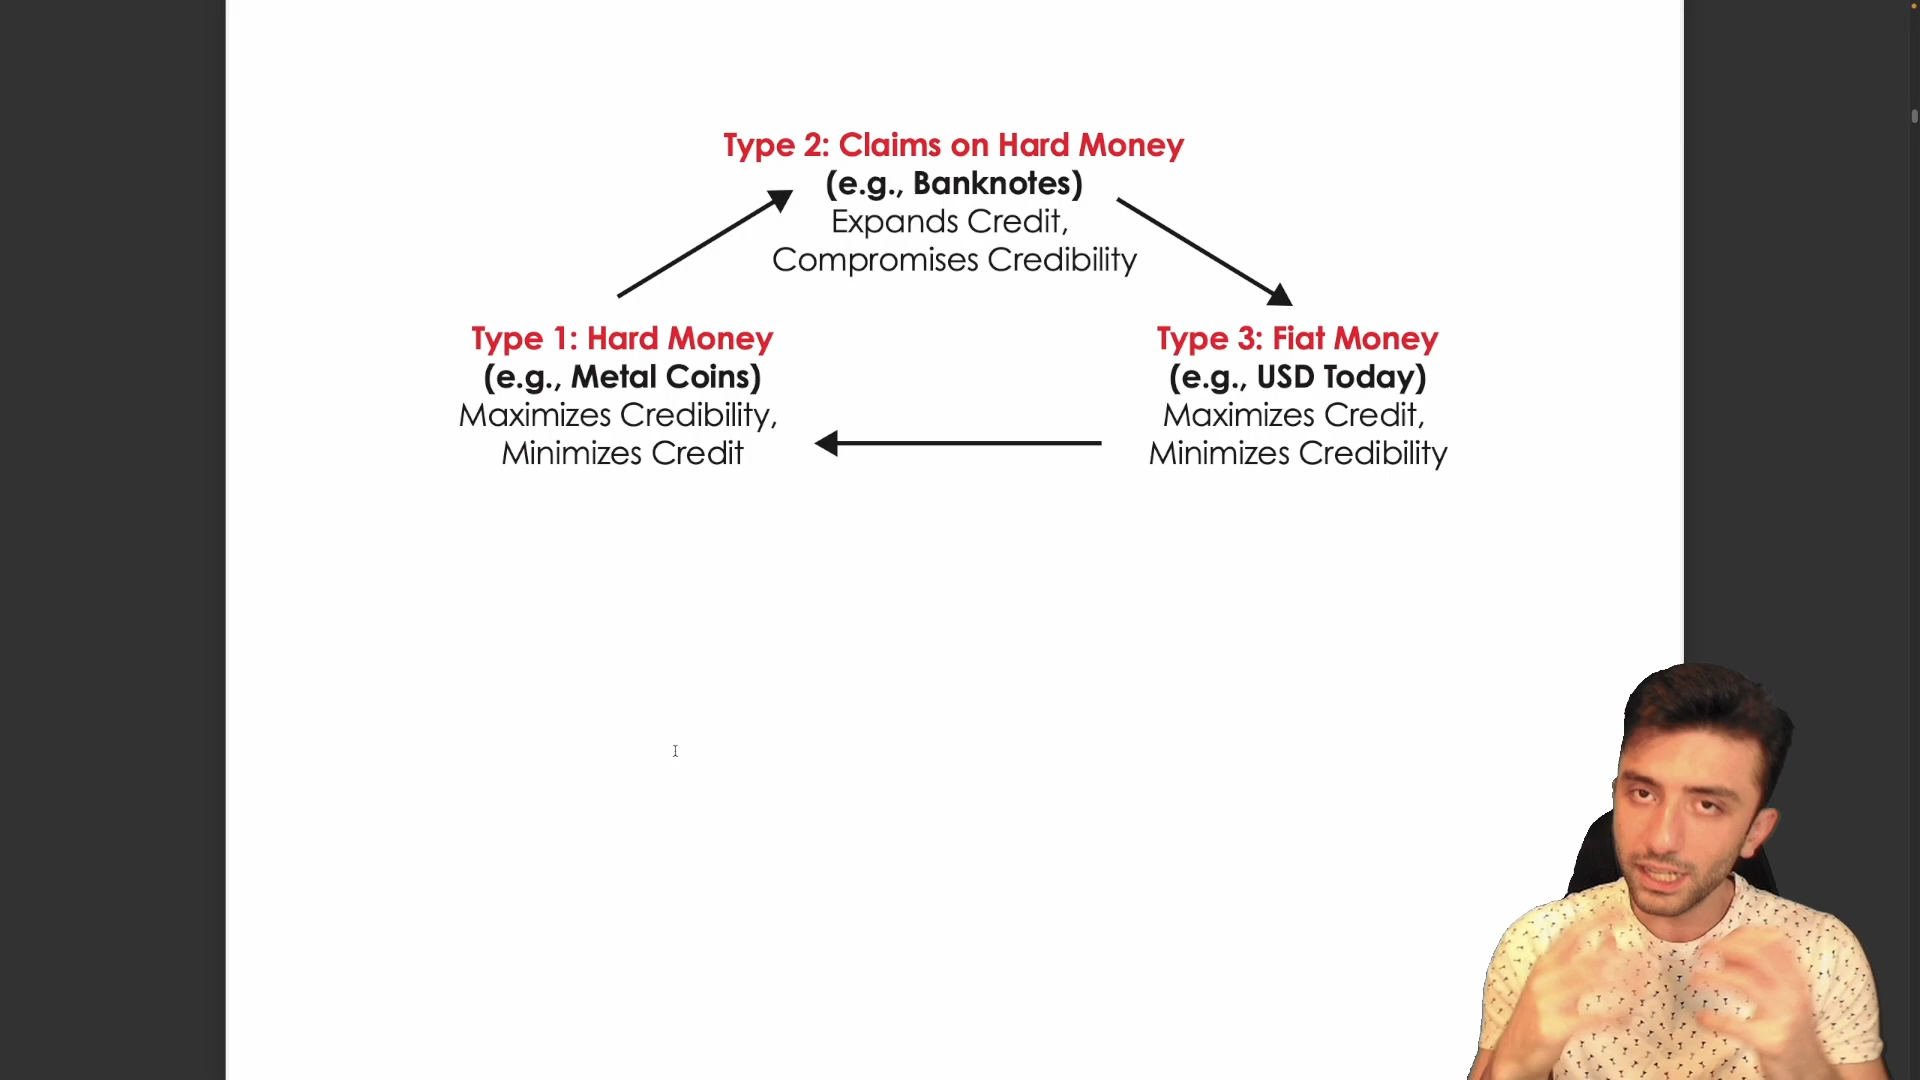 Type 2: Claims on Hard Money
(e.g., Banknotes)
Expands Credit,
Compromises Credibility
Type 1: Hard Money
(e.g., Metal Coins)
Maximizes Credibility,
Minimizes Credit
Type 3: Fiat Money
(e.g., USD Today)
Maximizes Credit,
Minimizes Credibility